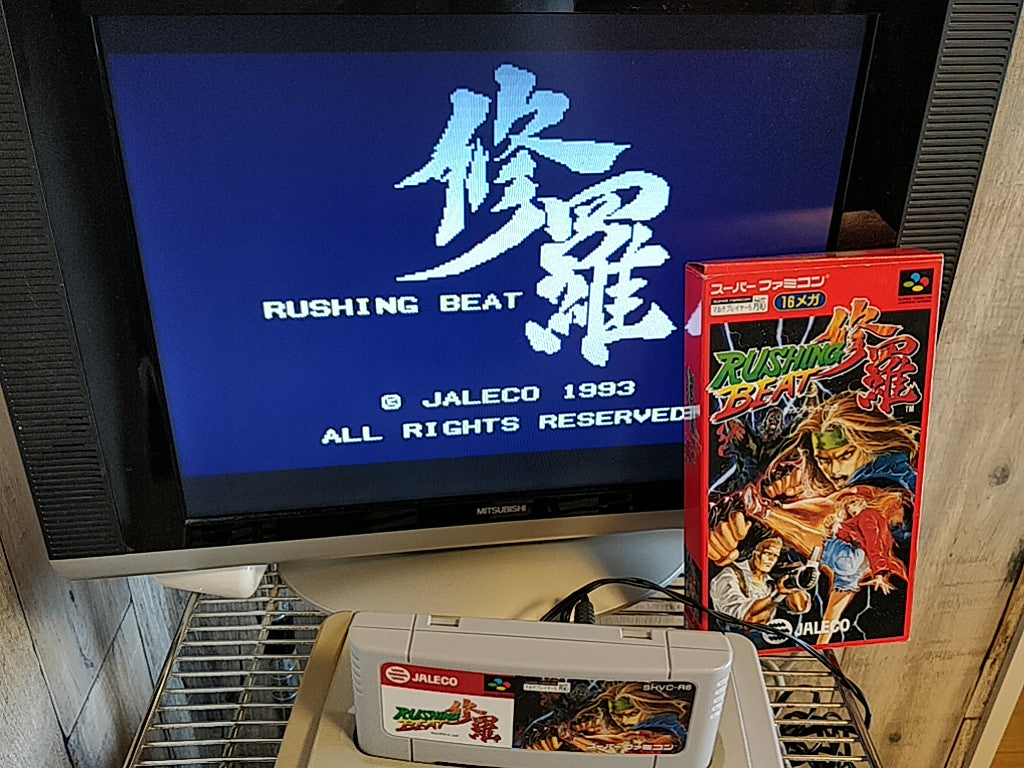 修羅
RUSHING BEAT
© JALECO 1993
ALL RIGHTS RESERVED
MITSUBISHI
スーパーファミコン
16メガ
RUSHING
BEAT
修羅
TM
JALECO
JALECO
SHVC-R6
RUSHING
BEAT
修羅
スーパーファミコン